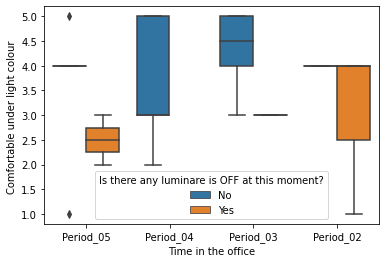 5.0
4.5
4.0
3.5
3.0
2.5
2.0
1.5
1.0
Comfortable under light colour
Is there any luminare is OFF at this moment?
No
Yes
Period_05 Period_04 Period_03 Period_02
Time in the office